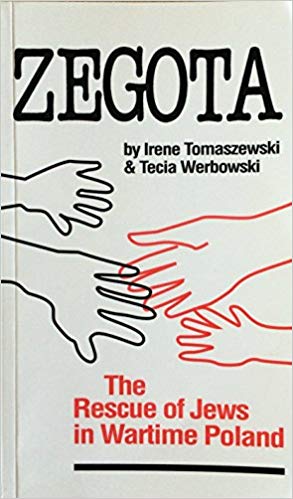 ZEGOTA
by Irene Tomaszewski
& Tecia Werbowski
The
Rescue of Jews
in Wartime Poland